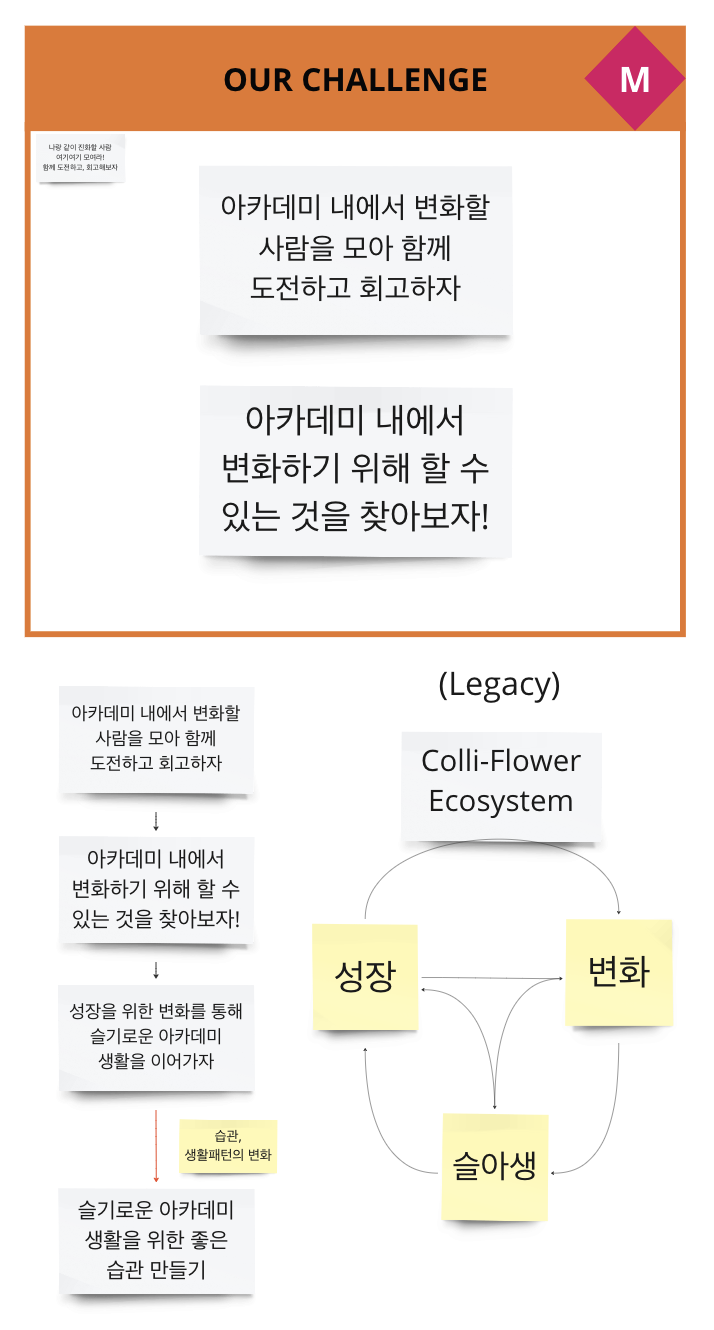 OUR CHALLENGE
M
나랑 같이 진화할 사람
여기여기 모여라!
함께 도전하고, 회고해보자
아카데미 내에서 변화할
사람을 모아 함께
도전하고 회고하자
아카데미 내에서
변화하기 위해 할 수
있는 것을 찾아보자!
아카데미 내에서 변화할
사람을 모아 함께
도전하고 회고하자
아카데미 내에서
변화하기 위해 할 수
있는 것을 찾아보자!
성장을 위한 변화를 통해
슬기로운 아카데미
생활을 이어가자
습관,
생활패턴의 변화
슬기로운 아카데미
생활을 위한 좋은
습관 만들기
(Legacy)
Colli-Flower
Ecosystem
성장
변화
슬아생